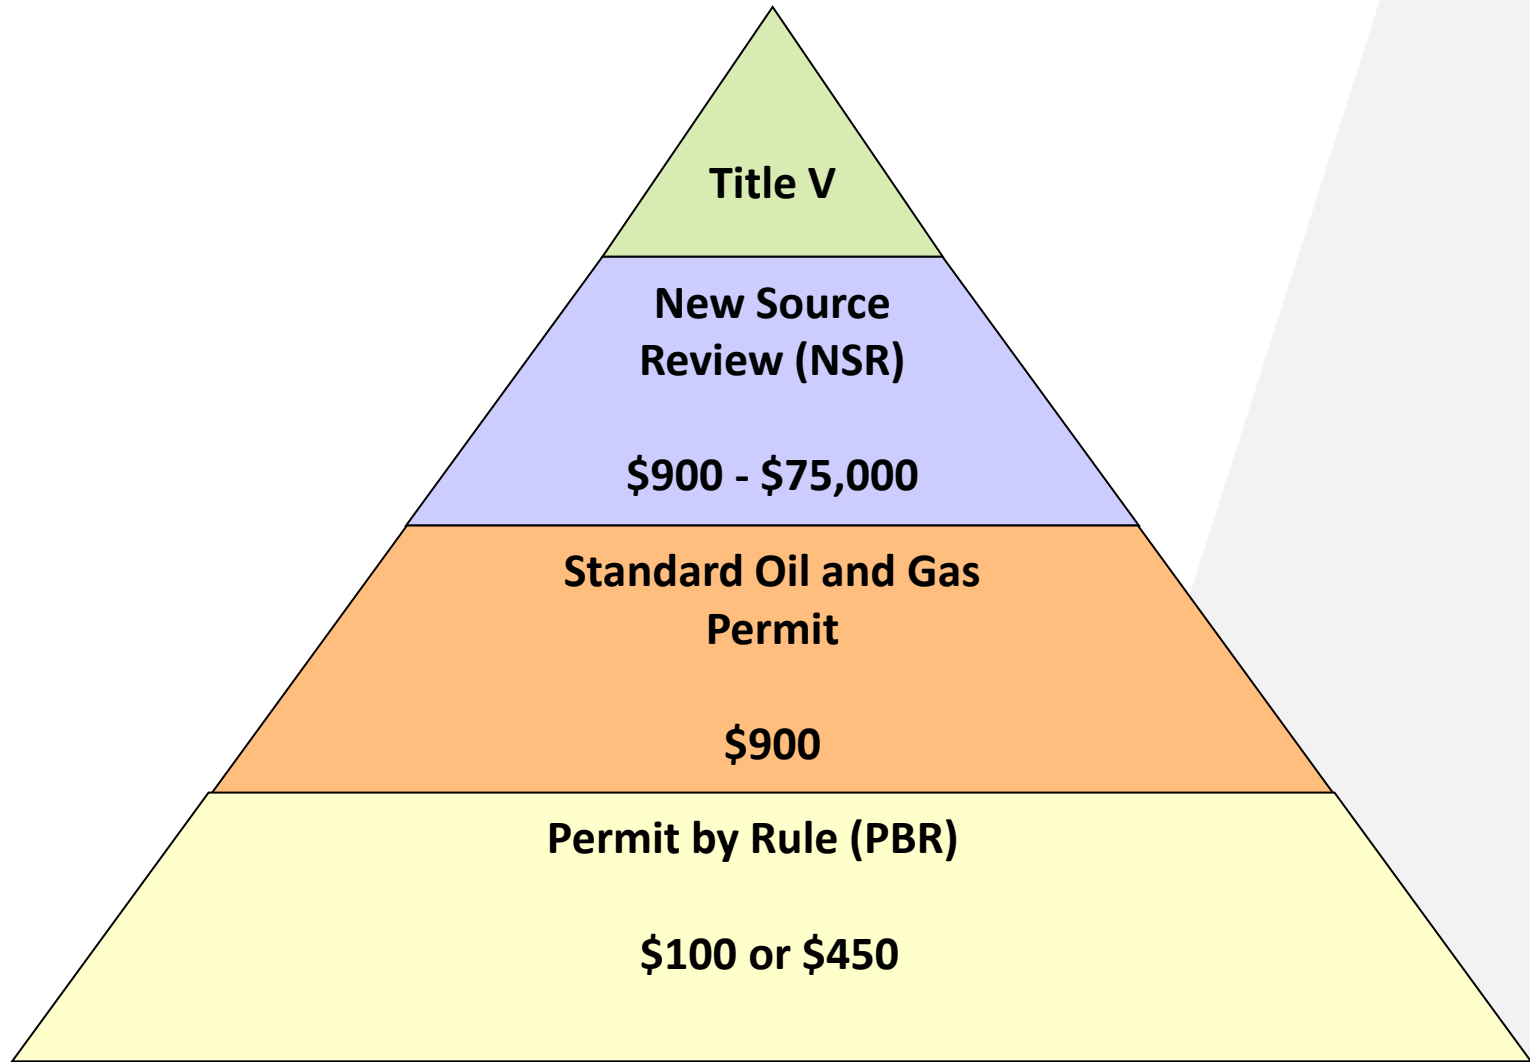 Title V
New Source
Review (NSR)
$900 - $75,000
Standard Oil and Gas
Permit
$900
Permit by Rule (PBR)
$100 or $450